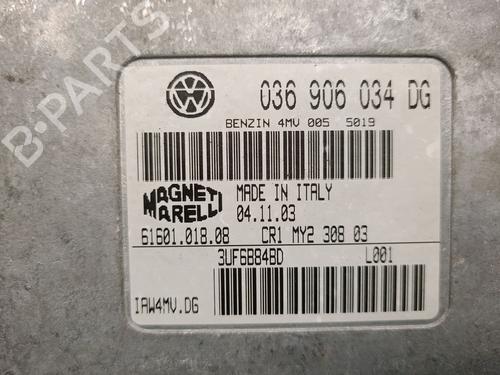 036 906 034 DG
BENZIN 4MV 005 5019
MAGNETI
MARELLI
MADE IN ITALY
04.11.03
61601.018.08 CR1 MY2 308 03
3UF6B84BD L001
IAW4MV.DG
B-PARTS